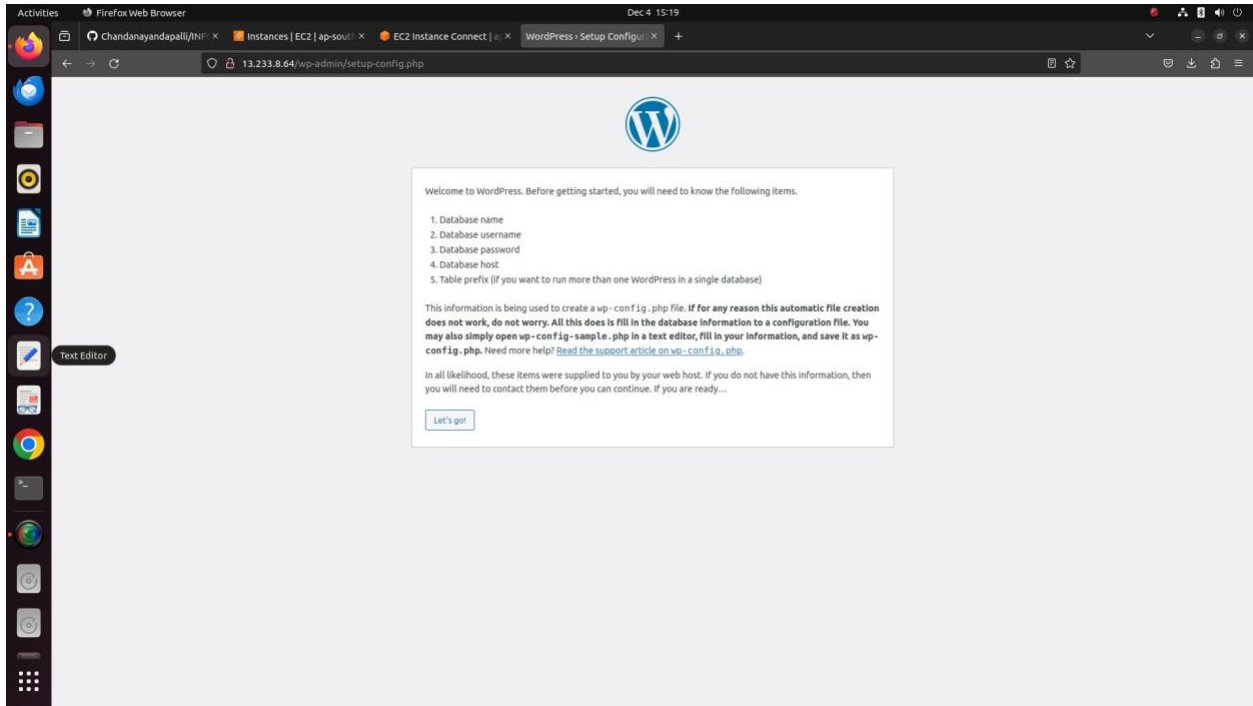 Activities
Firefox Web Browser
Dec 4 15:19
Chandanayandapalli/INF
Instances | EC2 | ap-south
EC2 Instance Connect | ap
WordPress › Setup Configur
13.233.8.64/wp-admin/setup-config.php
Welcome to WordPress. Before getting started, you will need to know the following items.
1. Database name
2. Database username
3. Database password
4. Database host
5. Table prefix (if you want to run more than one WordPress in a single database)
This information is being used to create a wp-config.php file. If for any reason this automatic file creation
does not work, do not worry. All this does is fill in the database information to a configuration file. You
may also simply open wp-config-sample.php in a text editor, fill in your information, and save it as wp-
config.php. Need more help? Read the support article on wp-config.php.
Text Editor
In all likelihood, these items were supplied to you by your web host. If you do not have this information, then
you will need to contact them before you can continue. If you are ready…
Let's go!